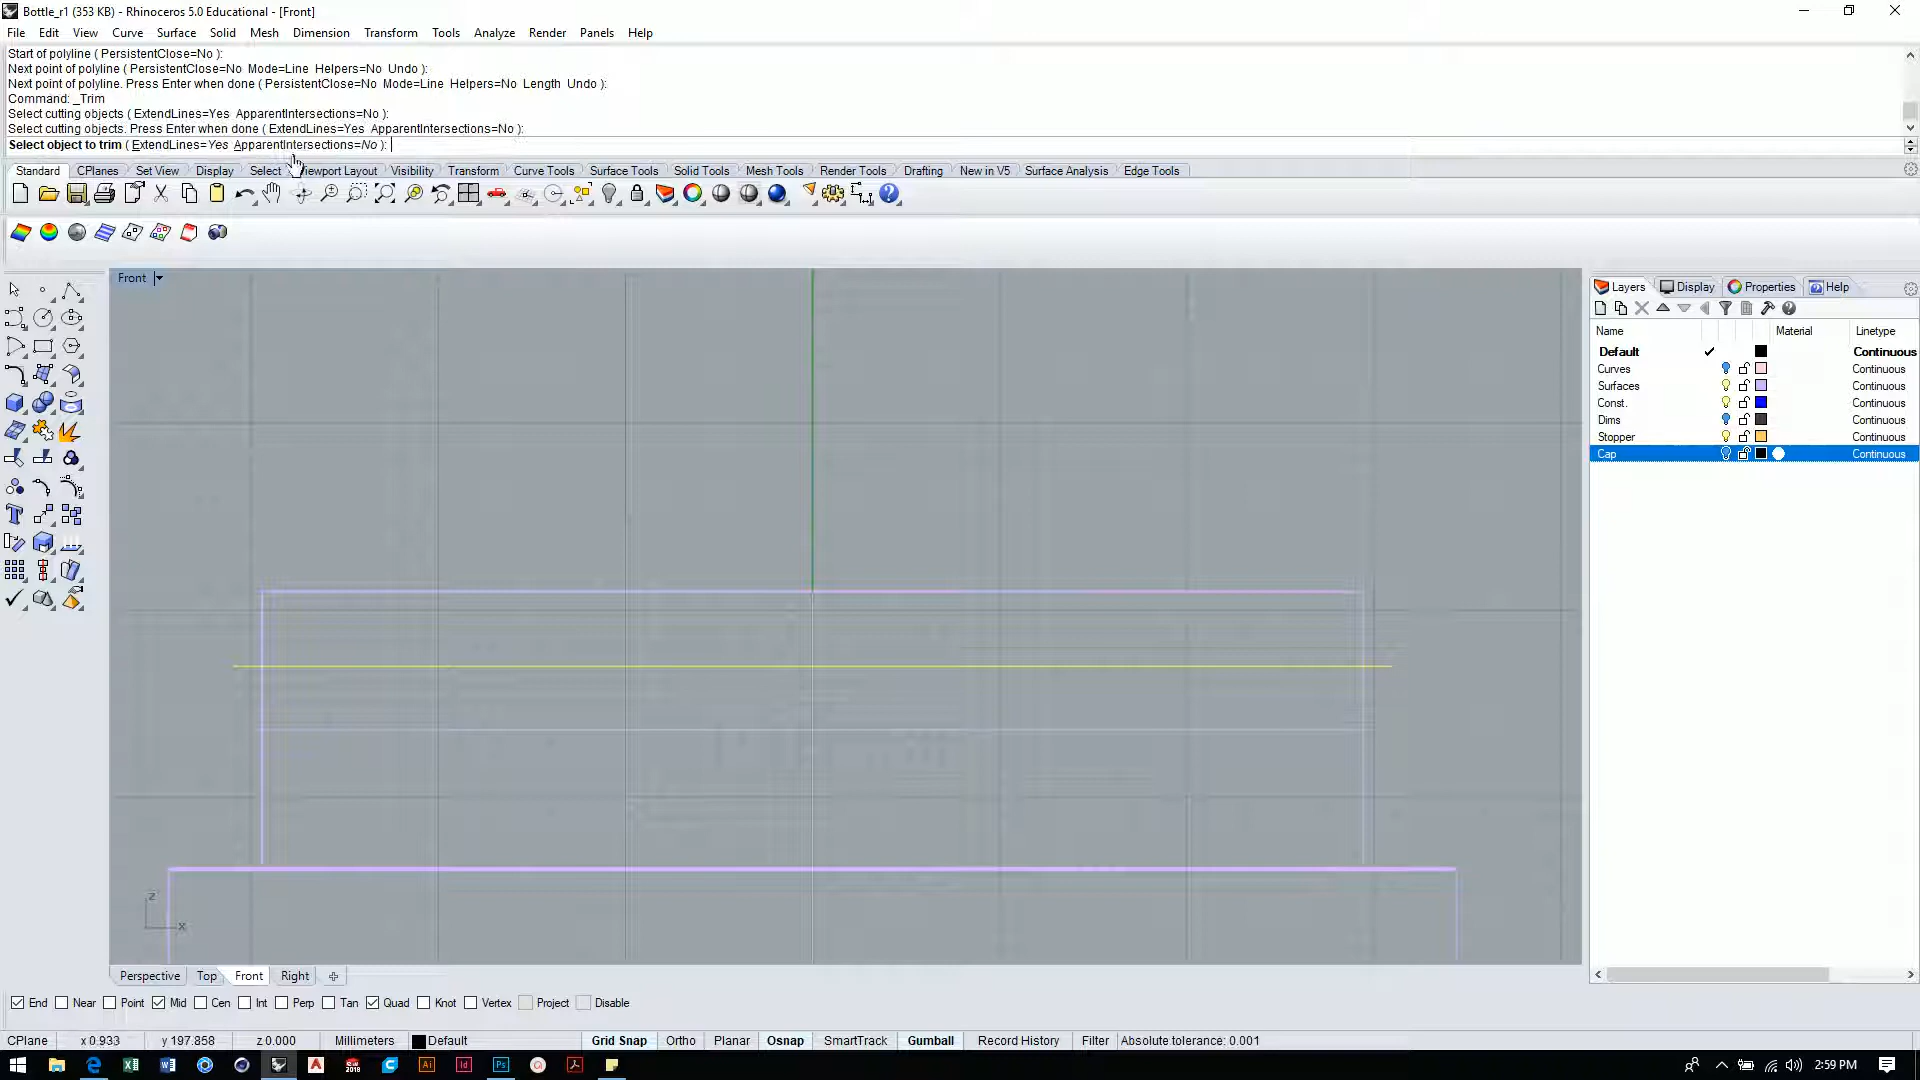 Bottle_r1 (353 KB) - Rhinoceros 5.0 Educational - [Front]
File Edit View Curve Surface Solid Mesh Dimension Transform Tools Analyze Render Panels Help
Start of polyline ( PersistentClose=No ):
Next point of polyline ( PersistentClose=No Mode=Line Helpers=No Undo ):
Next point of polyline. Press Enter when done ( PersistentClose=No Mode=Line Helpers=No Length Undo ):
Command: _Trim
Select cutting objects ( ExtendLines=Yes ApparentIntersections=No ):
Select cutting objects. Press Enter when done ( ExtendLines=Yes ApparentIntersections=No ):
Select object to trim ( ExtendLines=Yes ApparentIntersections=No ):
Standard CPlanes Set View Display Select Viewport Layout Visibility Transform Curve Tools Surface Tools Solid Tools Mesh Tools Render Tools Drafting New in V5 Surface Analysis Edge Tools
Front
Layers Display Properties Help
Name Material Linetype
Default Continuous
Curves Continuous
Surfaces Continuous
Const. Continuous
Dims Continuous
Stopper Continuous
Cap Continuous
z
x
Perspective Top Front Right
End Near Point Mid Cen Int Perp Tan Quad Knot Vertex Project Disable
CPlane x 0.933 y 197.858 z 0.000 Millimeters Default Grid Snap Ortho Planar Osnap SmartTrack Gumball Record History Filter Absolute tolerance: 0.001
2:59 PM